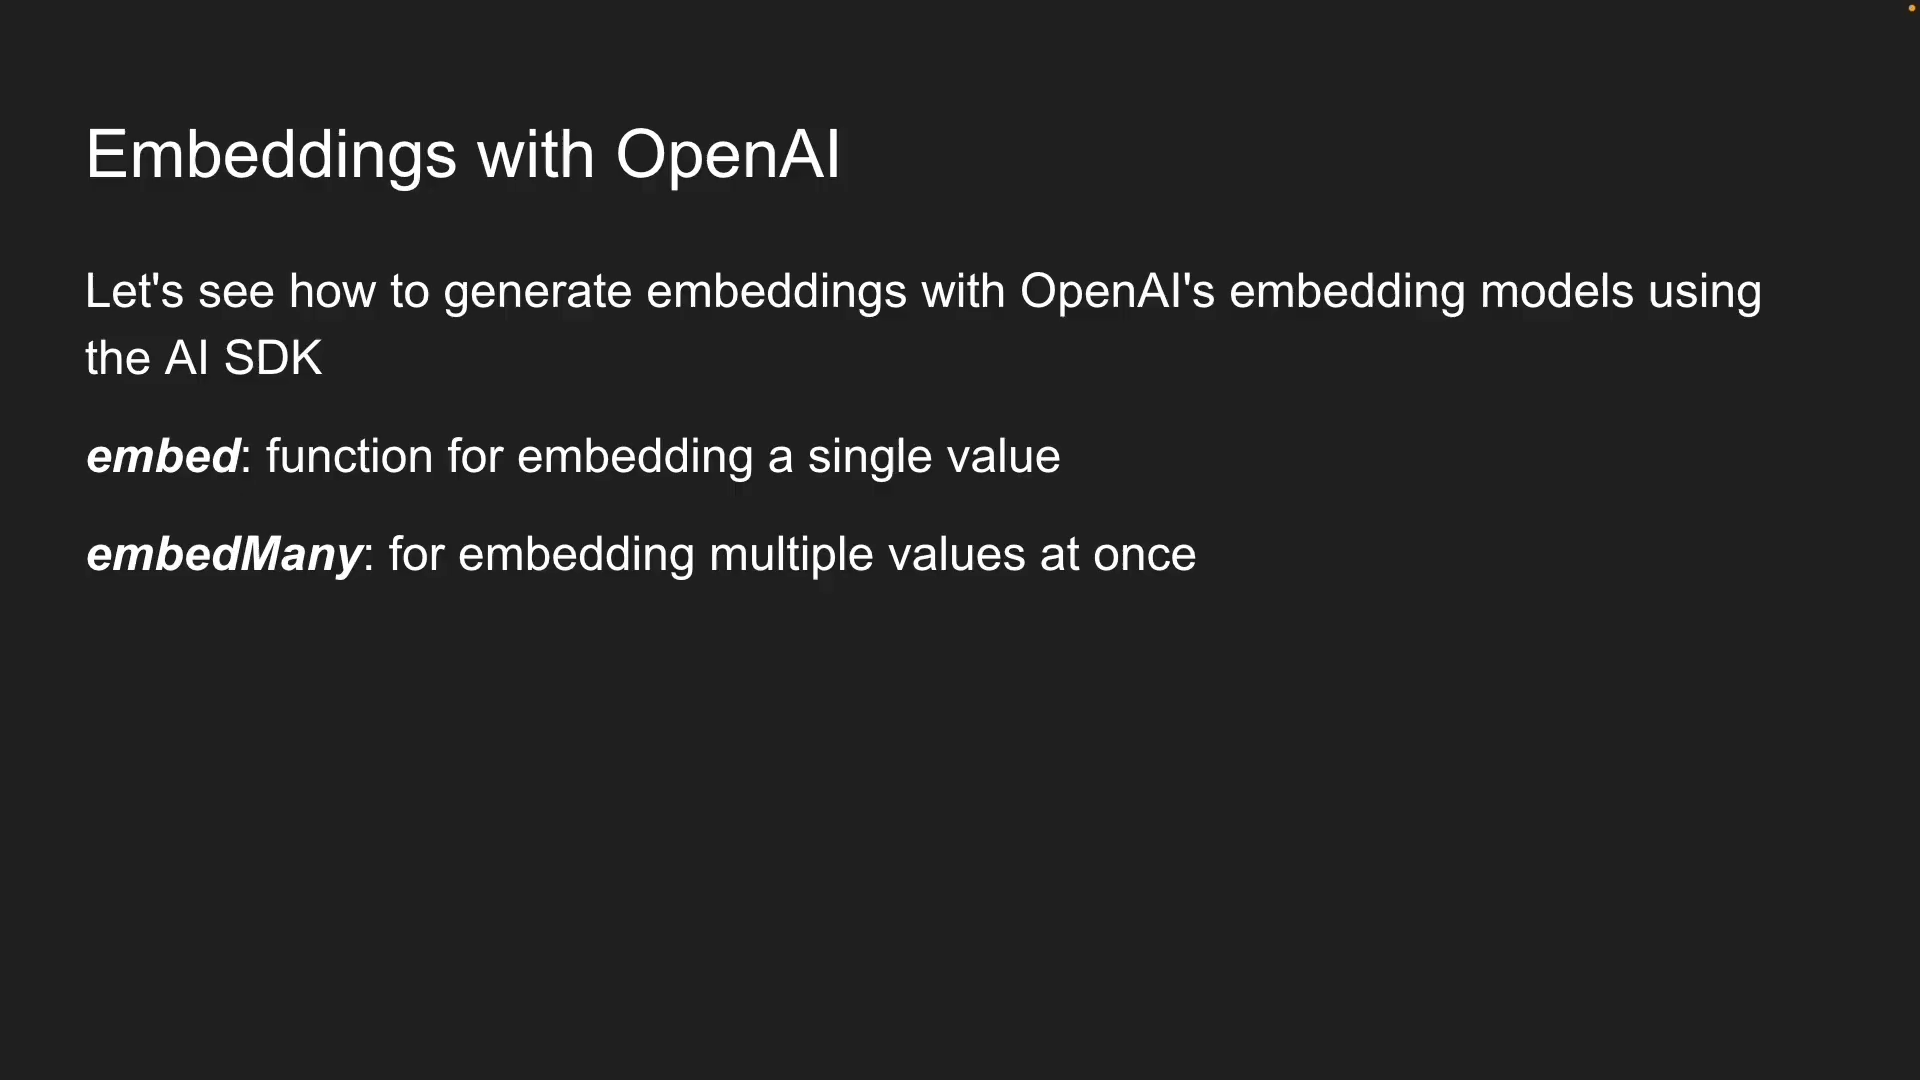 Embeddings with OpenAI
Let's see how to generate embeddings with OpenAI's embedding models using
the AI SDK
embed: function for embedding a single value
embedMany: for embedding multiple values at once